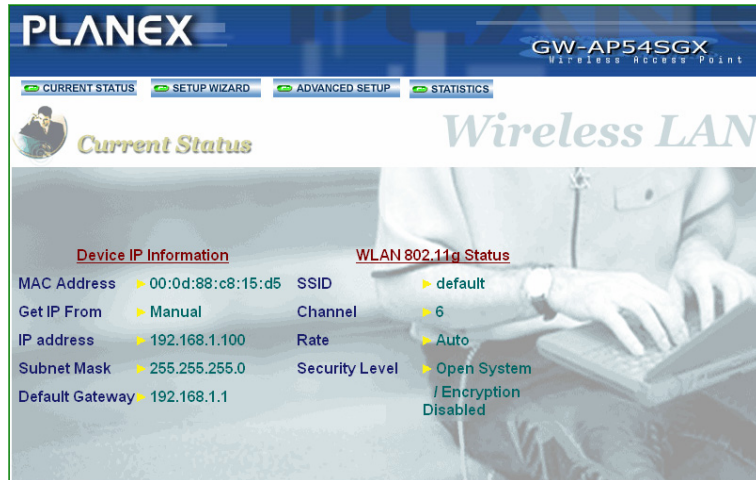 PLANEX
GW-AP54SGX
Wireless Access Point
CURRENT STATUS SETUP WIZARD ADVANCED SETUP STATISTICS
Current Status
Wireless LAN
Device IP Information
MAC Address 00:0d:88:c8:15:d5
Get IP From Manual
IP address 192.168.1.100
Subnet Mask 255.255.255.0
Default Gateway 192.168.1.1
WLAN 802.11g Status
SSID default
Channel 6
Rate Auto
Security Level Open System
/ Encryption
Disabled